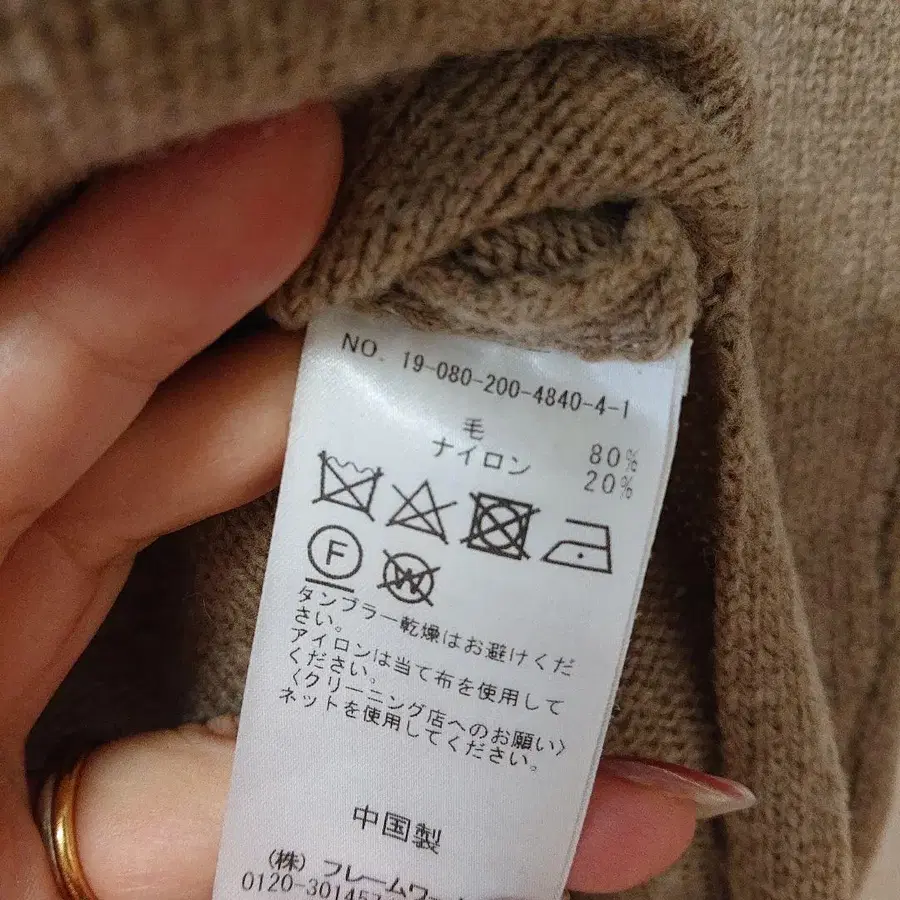 NO. 19-080-200-4840-4-1
毛 80%
ナイロン 20%
F W
タンブラー乾燥はお避けくだ
さい。
アイロンは当て布を使用して
ください。
〈クリーニング店へのお願い〉
ネットを使用してください。
中国製
(株) フレームワー
0120-301457